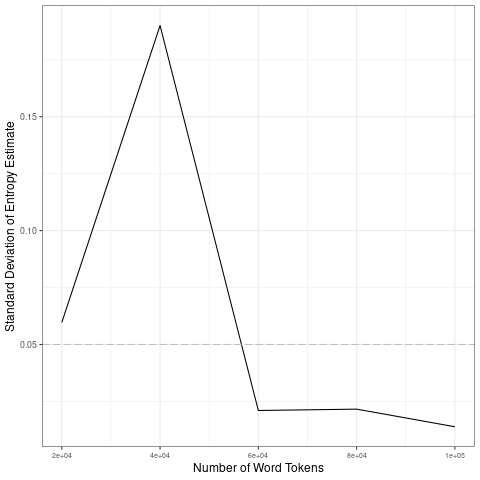 Standard Deviation of Entropy Estimate
0.15
0.10
0.05
2e+04 4e+04 6e+04 8e+04 1e+05
Number of Word Tokens